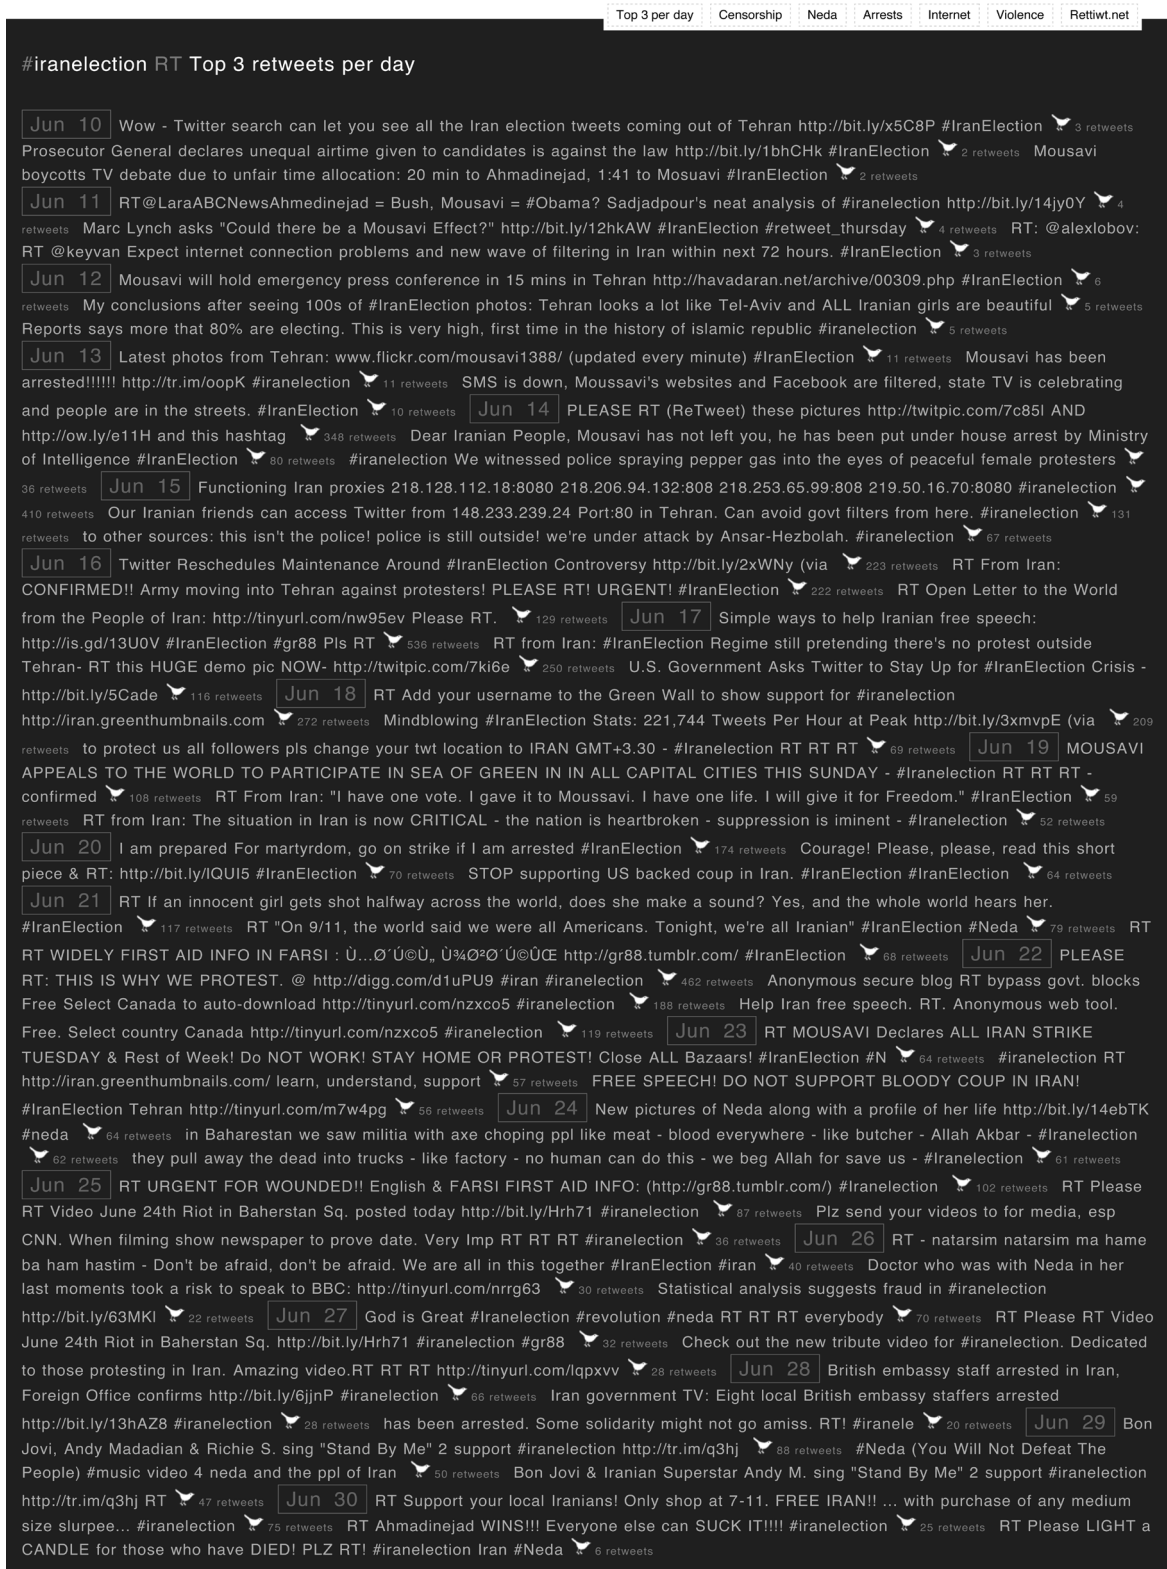 Top 3 per day Censorship Neda Arrests Internet Violence Rettiwt.net
#iranelection RT Top 3 retweets per day
Jun 10 Wow - Twitter search can let you see all the Iran election tweets coming out of Tehran http://bit.ly/x5C8P #IranElection 3 retweets
Prosecutor General declares unequal airtime given to candidates is against the law http://bit.ly/1bhCHk #IranElection 2 retweets Mousavi
boycotts TV debate due to unfair time allocation: 20 min to Ahmadinejad, 1:41 to Mosuavi #IranElection 2 retweets
Jun 11 RT@LaraABCNewsAhmedinejad = Bush, Mousavi = #Obama? Sadjadpour's neat analysis of #iranelection http://bit.ly/14jy0Y 4
retweets Marc Lynch asks "Could there be a Mousavi Effect?" http://bit.ly/12hkAW #IranElection #retweet_thursday 4 retweets RT: @alexlobov:
RT @keyvan Expect internet connection problems and new wave of filtering in Iran within next 72 hours. #IranElection 3 retweets
Jun 12 Mousavi will hold emergency press conference in 15 mins in Tehran http://havadaran.net/archive/00309.php #IranElection 6
retweets My conclusions after seeing 100s of #IranElection photos: Tehran looks a lot like Tel-Aviv and ALL Iranian girls are beautiful 5 retweets
Reports says more that 80% are electing. This is very high, first time in the history of islamic republic #iranelection 5 retweets
Jun 13 Latest photos from Tehran: www.flickr.com/mousavi1388/ (updated every minute) #IranElection 11 retweets Mousavi has been
arrested!!!!!! http://tr.im/oopK #iranelection 11 retweets SMS is down, Moussavi's websites and Facebook are filtered, state TV is celebrating
and people are in the streets. #IranElection 10 retweets Jun 14 PLEASE RT (ReTweet) these pictures http://twitpic.com/7c85l AND
http://ow.ly/e11H and this hashtag 348 retweets Dear Iranian People, Mousavi has not left you, he has been put under house arrest by Ministry
of Intelligence #IranElection 80 retweets #iranelection We witnessed police spraying pepper gas into the eyes of peaceful female protesters
36 retweets Jun 15 Functioning Iran proxies 218.128.112.18:8080 218.206.94.132:808 218.253.65.99:808 219.50.16.70:8080 #iranelection
410 retweets Our Iranian friends can access Twitter from 148.233.239.24 Port:80 in Tehran. Can avoid govt filters from here. #iranelection 131
retweets to other sources: this isn't the police! police is still outside! we're under attack by Ansar-Hezbolah. #iranelection 67 retweets
Jun 16 Twitter Reschedules Maintenance Around #IranElection Controversy http://bit.ly/2xWNy (via 223 retweets RT From Iran:
CONFIRMED!! Army moving into Tehran against protesters! PLEASE RT! URGENT! #IranElection 222 retweets RT Open Letter to the World
from the People of Iran: http://tinyurl.com/nw95ev Please RT. 129 retweets Jun 17 Simple ways to help Iranian free speech:
http://is.gd/13U0V #IranElection #gr88 Pls RT 536 retweets RT from Iran: #IranElection Regime still pretending there's no protest outside
Tehran- RT this HUGE demo pic NOW- http://twitpic.com/7ki6e 250 retweets U.S. Government Asks Twitter to Stay Up for #IranElection Crisis -
http://bit.ly/5Cade 116 retweets Jun 18 RT Add your username to the Green Wall to show support for #iranelection
http://iran.greenthumbnails.com 272 retweets Mindblowing #IranElection Stats: 221,744 Tweets Per Hour at Peak http://bit.ly/3xmvpE (via 209
retweets to protect us all followers pls change your twt location to IRAN GMT+3.30 - #Iranelection RT RT RT 69 retweets Jun 19 MOUSAVI
APPEALS TO THE WORLD TO PARTICIPATE IN SEA OF GREEN IN IN ALL CAPITAL CITIES THIS SUNDAY - #Iranelection RT RT RT -
confirmed 108 retweets RT From Iran: "I have one vote. I gave it to Moussavi. I have one life. I will give it for Freedom." #IranElection 59
retweets RT from Iran: The situation in Iran is now CRITICAL - the nation is heartbroken - suppression is iminent - #Iranelection 52 retweets
Jun 20 I am prepared For martyrdom, go on strike if I am arrested #IranElection 174 retweets Courage! Please, please, read this short
piece & RT: http://bit.ly/lQUI5 #IranElection 70 retweets STOP supporting US backed coup in Iran. #IranElection #IranElection 64 retweets
Jun 21 RT If an innocent girl gets shot halfway across the world, does she make a sound? Yes, and the whole world hears her.
#IranElection 117 retweets RT "On 9/11, the world said we were all Americans. Tonight, we're all Iranian" #IranElection #Neda 79 retweets RT
RT WIDELY FIRST AID INFO IN FARSI : Ù…Ø´Ú©Ù„ Ù¾Ø²Ø´Ú©ÛŒ http://gr88.tumblr.com/ #IranElection 68 retweets Jun 22 PLEASE
RT: THIS IS WHY WE PROTEST. @ http://digg.com/d1uPU9 #iran #iranelection 462 retweets Anonymous secure blog RT bypass govt. blocks
Free Select Canada to auto-download http://tinyurl.com/nzxco5 #iranelection 188 retweets Help Iran free speech. RT. Anonymous web tool.
Free. Select country Canada http://tinyurl.com/nzxco5 #iranelection 119 retweets Jun 23 RT MOUSAVI Declares ALL IRAN STRIKE
TUESDAY & Rest of Week! Do NOT WORK! STAY HOME OR PROTEST! Close ALL Bazaars! #IranElection #N 64 retweets #iranelection RT
http://iran.greenthumbnails.com/ learn, understand, support 57 retweets FREE SPEECH! DO NOT SUPPORT BLOODY COUP IN IRAN!
#IranElection Tehran http://tinyurl.com/m7w4pg 56 retweets Jun 24 New pictures of Neda along with a profile of her life http://bit.ly/14ebTK
#neda 64 retweets in Baharestan we saw militia with axe choping ppl like meat - blood everywhere - like butcher - Allah Akbar - #Iranelection
62 retweets they pull away the dead into trucks - like factory - no human can do this - we beg Allah for save us - #Iranelection 61 retweets
Jun 25 RT URGENT FOR WOUNDED!! English & FARSI FIRST AID INFO: (http://gr88.tumblr.com/) #Iranelection 102 retweets RT Please
RT Video June 24th Riot in Baherstan Sq. posted today http://bit.ly/Hrh71 #iranelection 87 retweets Plz send your videos to for media, esp
CNN. When filming show newspaper to prove date. Very Imp RT RT RT #iranelection 36 retweets Jun 26 RT - natarsim natarsim ma hame
ba ham hastim - Don't be afraid, don't be afraid. We are all in this together #IranElection #iran 40 retweets Doctor who was with Neda in her
last moments took a risk to speak to BBC: http://tinyurl.com/nrrg63 30 retweets Statistical analysis suggests fraud in #iranelection
http://bit.ly/63MKl 22 retweets Jun 27 God is Great #Iranelection #revolution #neda RT RT RT everybody 70 retweets RT Please RT Video
June 24th Riot in Baherstan Sq. http://bit.ly/Hrh71 #iranelection #gr88 32 retweets Check out the new tribute video for #iranelection. Dedicated
to those protesting in Iran. Amazing video.RT RT RT http://tinyurl.com/lqpxvv 28 retweets Jun 28 British embassy staff arrested in Iran,
Foreign Office confirms http://bit.ly/6jjnP #iranelection 66 retweets Iran government TV: Eight local British embassy staffers arrested
http://bit.ly/13hAZ8 #iranelection 28 retweets has been arrested. Some solidarity might not go amiss. RT! #iranele 20 retweets Jun 29 Bon
Jovi, Andy Madadian & Richie S. sing "Stand By Me" 2 support #iranelection http://tr.im/q3hj 88 retweets #Neda (You Will Not Defeat The
People) #music video 4 neda and the ppl of Iran 50 retweets Bon Jovi & Iranian Superstar Andy M. sing "Stand By Me" 2 support #iranelection
http://tr.im/q3hj RT 47 retweets Jun 30 RT Support your local Iranians! Only shop at 7-11. FREE IRAN!! ... with purchase of any medium
size slurpee... #iranelection 75 retweets RT Ahmadinejad WINS!!! Everyone else can SUCK IT!!!! #iranelection 25 retweets RT Please LIGHT a
CANDLE for those who have DIED! PLZ RT! #iranelection Iran #Neda 6 retweets